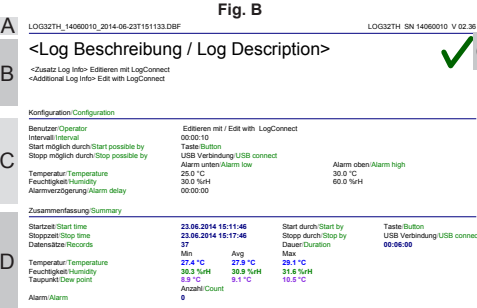 Fig. B
A
LOG32TH_14060010_2014-06-23T151133.DBF LOG32TH SN 14060010 V 02.36
<Log Beschreibung / Log Description>
B
<Zusatz Log Info> Editieren mit LogConnect
<Additional Log Info> Edit with LogConnect
Konfiguration/Configuration
C
Benutzer/Operator Editieren mit / Edit with LogConnect
Intervall/Interval 00:00:10
Start möglich durch/Start possible by Taste/Button
Stopp möglich durch/Stop possible by USB Verbindung/USB connect
Alarm unten/Alarm low Alarm oben/Alarm high
Temperatur/Temperature 25.0 °C 30.0 °C
Feuchtigkeit/Humidity 30.0 %rH 60.0 %rH
Alarmverzögerung/Alarm delay 00:00:00
Zusammenfassung/Summary
D
Startzeit/Start time 23.06.2014 15:11:46 Start durch/Start by Taste/Button
Stoppzeit/Stop time 23.06.2014 15:17:46 Stopp durch/Stop by USB Verbindung/USB connec
Datensätze/Records 37 Dauer/Duration 00:06:00
Min Avg Max
Temperatur/Temperature 27.4 °C 27.9 °C 29.1 °C
Feuchtigkeit/Humidity 30.3 %rH 30.9 %rH 31.6 %rH
Taupunkt/Dew point 8.9 °C 9.1 °C 10.5 °C
Anzahl/Count
Alarm/Alarm 0